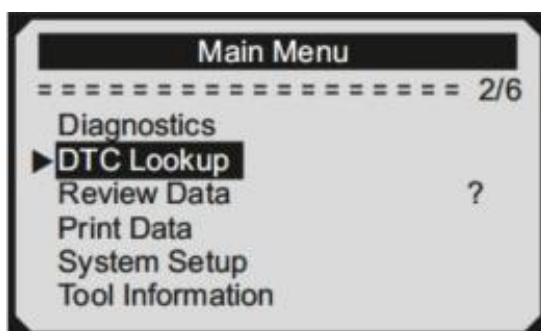 Main Menu
= = = = = = = = = = = = = = = = = = 2/6
Diagnostics
▶DTC Lookup
Review Data ?
Print Data
System Setup
Tool Information